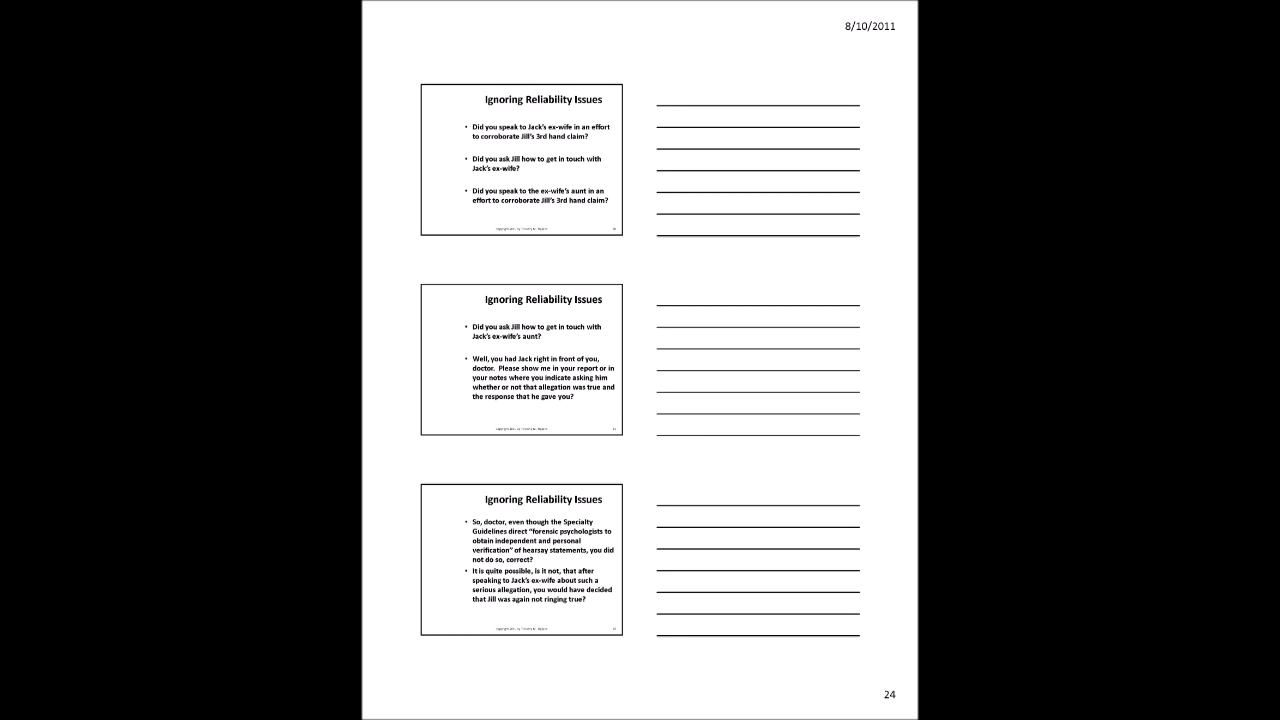 8/10/2011
Ignoring Reliability Issues
• Did you speak to Jack's ex-wife in an effort
to corroborate Jill's 3rd hand claim?
• Did you ask Jill how to get in touch with
Jack's ex-wife?
• Did you speak to the ex-wife's aunt in an
effort to corroborate Jill's 3rd hand claim?
Ignoring Reliability Issues
• Did you ask Jill how to get in touch with
Jack's ex-wife's aunt?
• Well, you had Jack right in front of you,
doctor. Please show me in your report or in
your notes where you indicate asking him
whether or not that allegation was true and
the response that he gave you?
Ignoring Reliability Issues
• So, doctor, even though the Specialty
Guidelines direct “forensic psychologists to
obtain independent and personal
verification” of hearsay statements, you did
not do so, correct?
• It is quite possible, is it not, that after
speaking to Jack's ex-wife about such a
serious allegation, you would have decided
that Jill was again not ringing true?
24